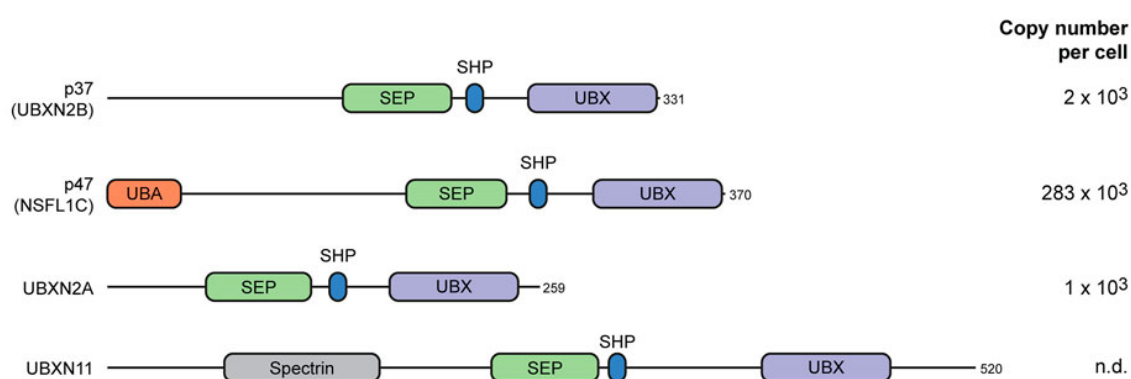 Copy number
per cell
SHP
p37
(UBXN2B)
SEP
UBX
331
2 x 10³
SHP
p47
(NSFL1C)
UBA
SEP
UBX
370
283 x 10³
SHP
UBXN2A
SEP
UBX
259
1 x 10³
SHP
UBXN11
Spectrin
SEP
UBX
520
n.d.